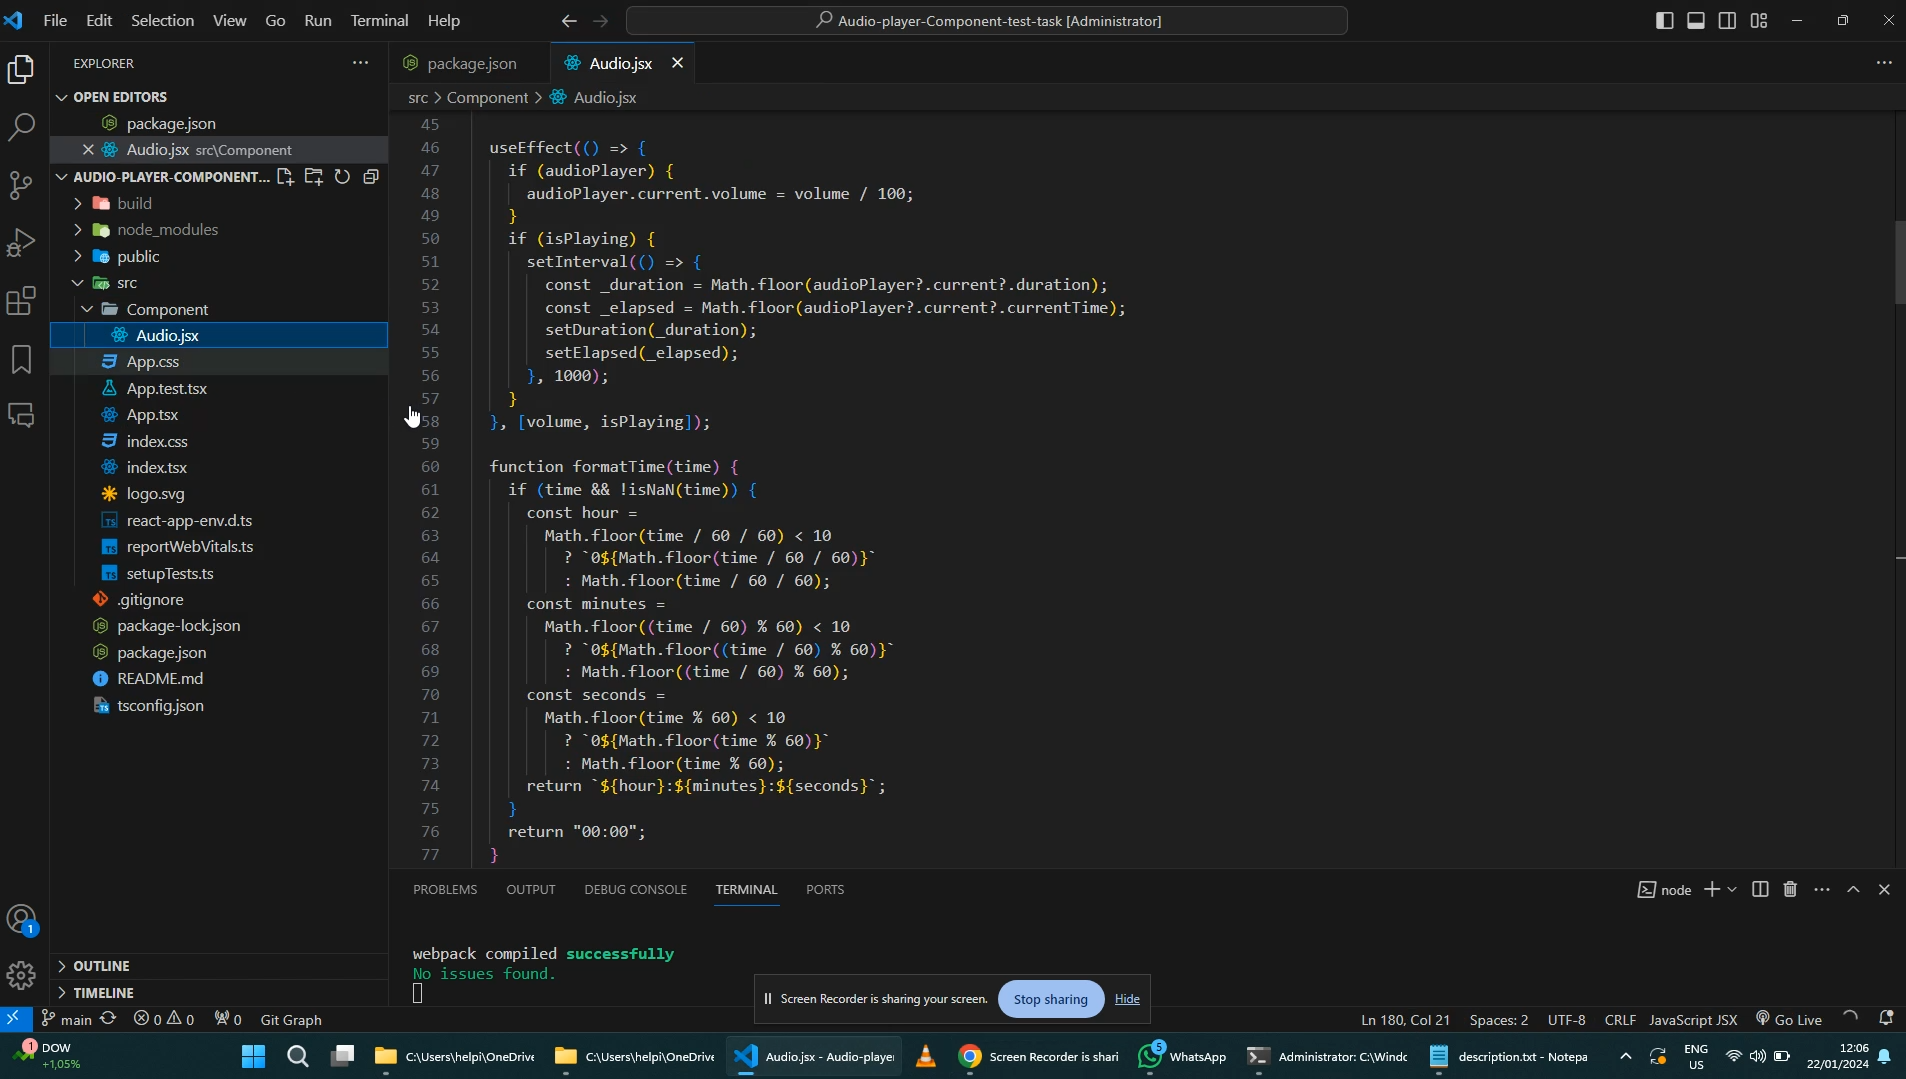 File Edit Selection View Go Run Terminal Help
Audio-player-Component-test-task [Administrator]
EXPLORER
OPEN EDITORS
package.json
Audio.jsx src\Component
AUDIO-PLAYER-COMPONENT...
build
node_modules
public
src
Component
Audio.jsx
App.css
App.test.tsx
App.tsx
index.css
index.tsx
logo.svg
react-app-env.d.ts
reportWebVitals.ts
setupTests.ts
.gitignore
package-lock.json
package.json
README.md
tsconfig.json
OUTLINE
TIMELINE
package.json Audio.jsx
src > Component > Audio.jsx
45
46 useEffect(() => {
47 if (audioPlayer) {
48 audioPlayer.current.volume = volume / 100;
49 }
50 if (isPlaying) {
51 setInterval(() => {
52 const _duration = Math.floor(audioPlayer?.current?.duration);
53 const _elapsed = Math.floor(audioPlayer?.current?.currentTime);
54 setDuration(_duration);
55 setElapsed(_elapsed);
56 }, 1000);
57 }
58 }, [volume, isPlaying]);
59
60 function formatTime(time) {
61 if (time && !isNaN(time)) {
62 const hour =
63 Math.floor(time / 60 / 60) < 10
64 ? `0${Math.floor(time / 60 / 60)}`
65 : Math.floor(time / 60 / 60);
66 const minutes =
67 Math.floor((time / 60) % 60) < 10
68 ? `0${Math.floor((time / 60) % 60)}`
69 : Math.floor((time / 60) % 60);
70 const seconds =
71 Math.floor(time % 60) < 10
72 ? `0${Math.floor(time % 60)}`
73 : Math.floor(time % 60);
74 return `${hour}:${minutes}:${seconds}`;
75 }
76 return "00:00";
77 }
PROBLEMS OUTPUT DEBUG CONSOLE TERMINAL PORTS
node
webpack compiled successfully
No issues found.
Screen Recorder is sharing your screen. Stop sharing Hide
1
main 0 0 0 Git Graph
Ln 180, Col 21 Spaces: 2 UTF-8 CRLF JavaScript JSX Go Live
1 DOW
+1,05%
C:\Users\helpi\OneDrive C:\Users\helpi\OneDrive Audio.jsx - Audio-playe Screen Recorder is shari 5 WhatsApp Administrator: C:\Windo description.txt - Notepa
ENG
US
12:06
22/01/2024